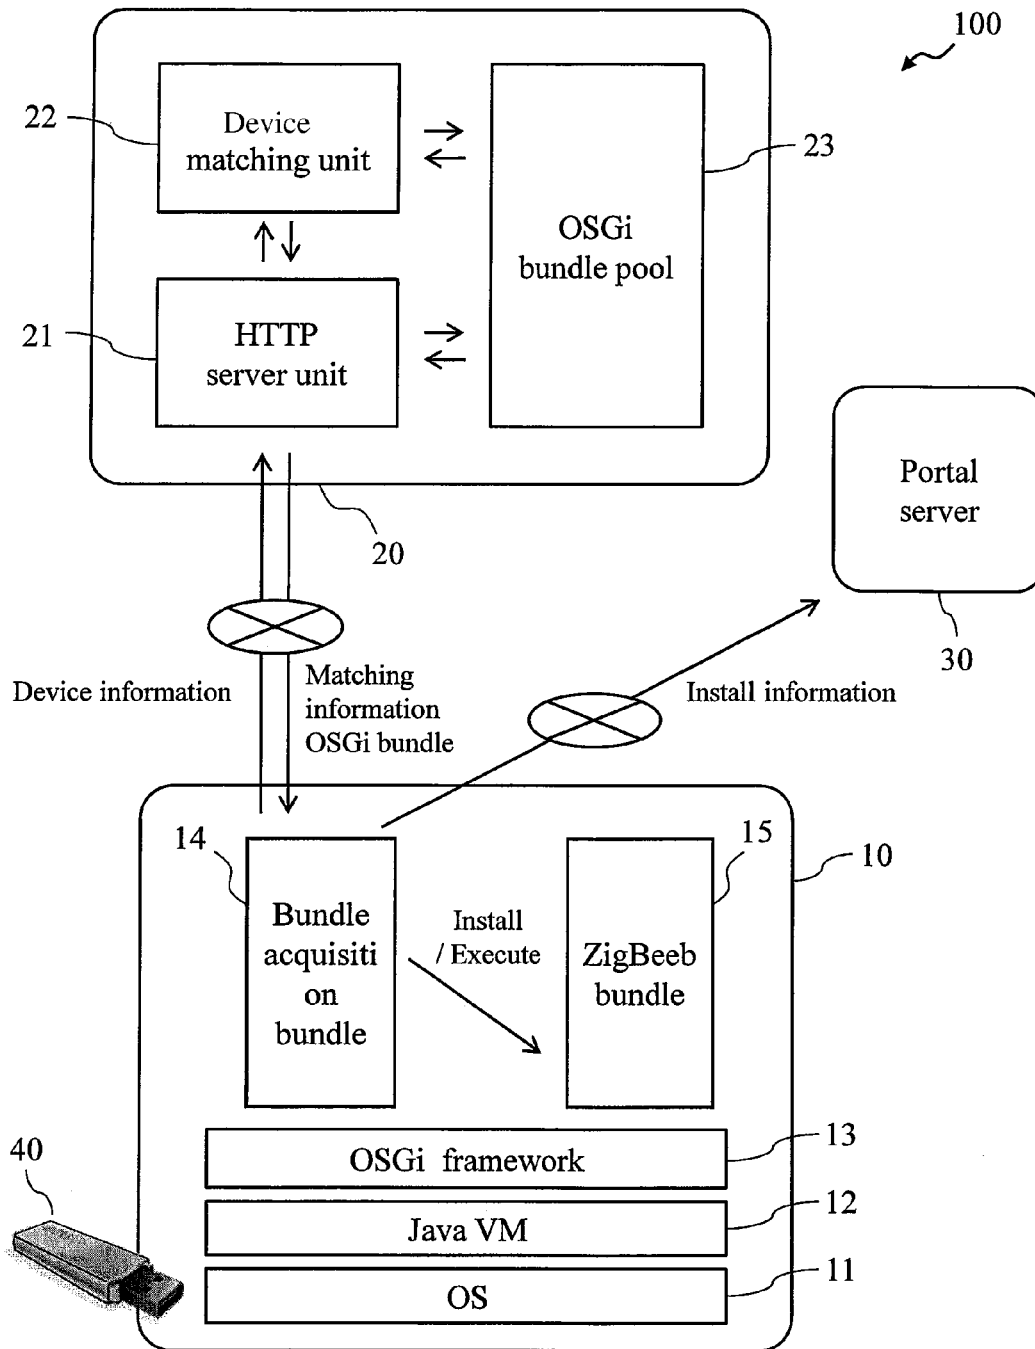 100
22
Device
matching unit
23
OSGi
bundle pool
21
HTTP
server unit
Portal
server
20
30
Device information
Matching
information
OSGi bundle
Install information
14
15
10
Bundle
acquisiti
on
bundle
Install
/ Execute
ZigBeeb
bundle
40
OSGi framework
13
Java VM
12
OS
11